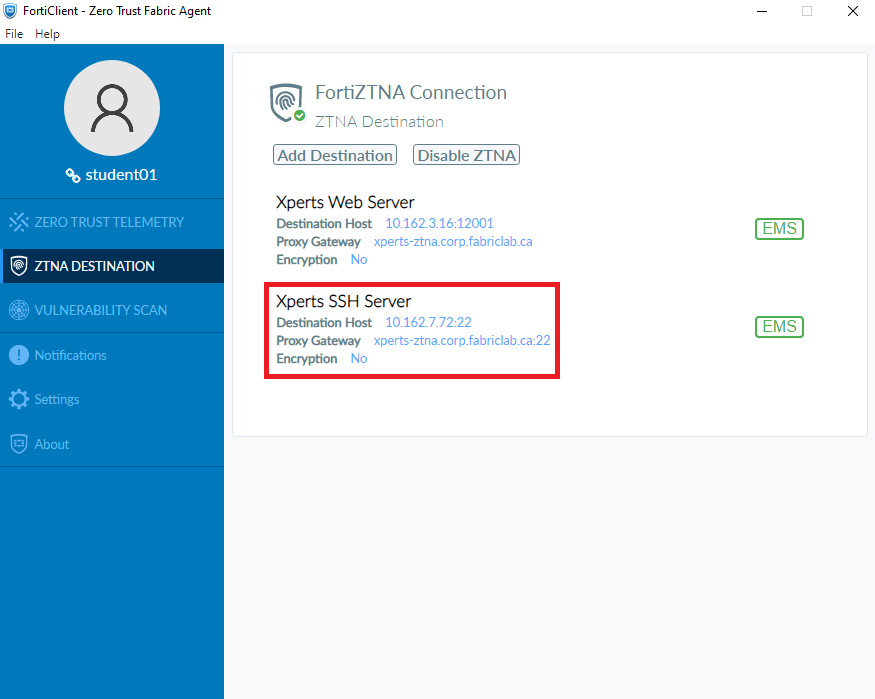 FortiClient - Zero Trust Fabric Agent
File Help
student01
ZERO TRUST TELEMETRY
ZTNA DESTINATION
VULNERABILITY SCAN
Notifications
Settings
About
FortiZTNA Connection
ZTNA Destination
Add Destination Disable ZTNA
Xperts Web Server
Destination Host 10.162.3.16:12001
Proxy Gateway xperts-ztna.corp.fabriclab.ca
Encryption No
EMS
Xperts SSH Server
Destination Host 10.162.7.72:22
Proxy Gateway xperts-ztna.corp.fabriclab.ca:22
Encryption No
EMS